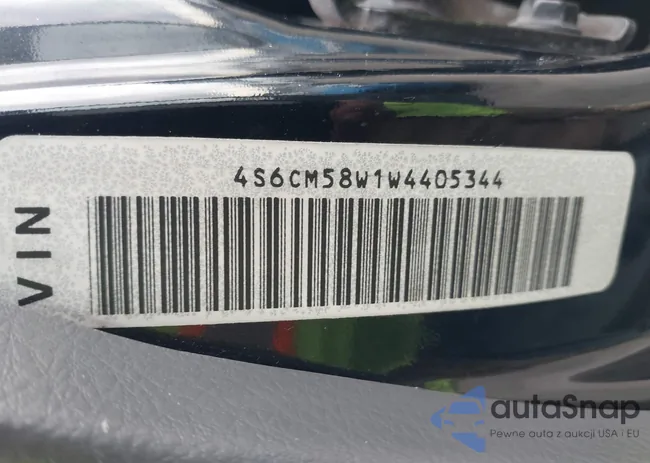 4S6CM58W1W4405344
VIN
autaSnap
Pewne auta z aukcji USA i EU